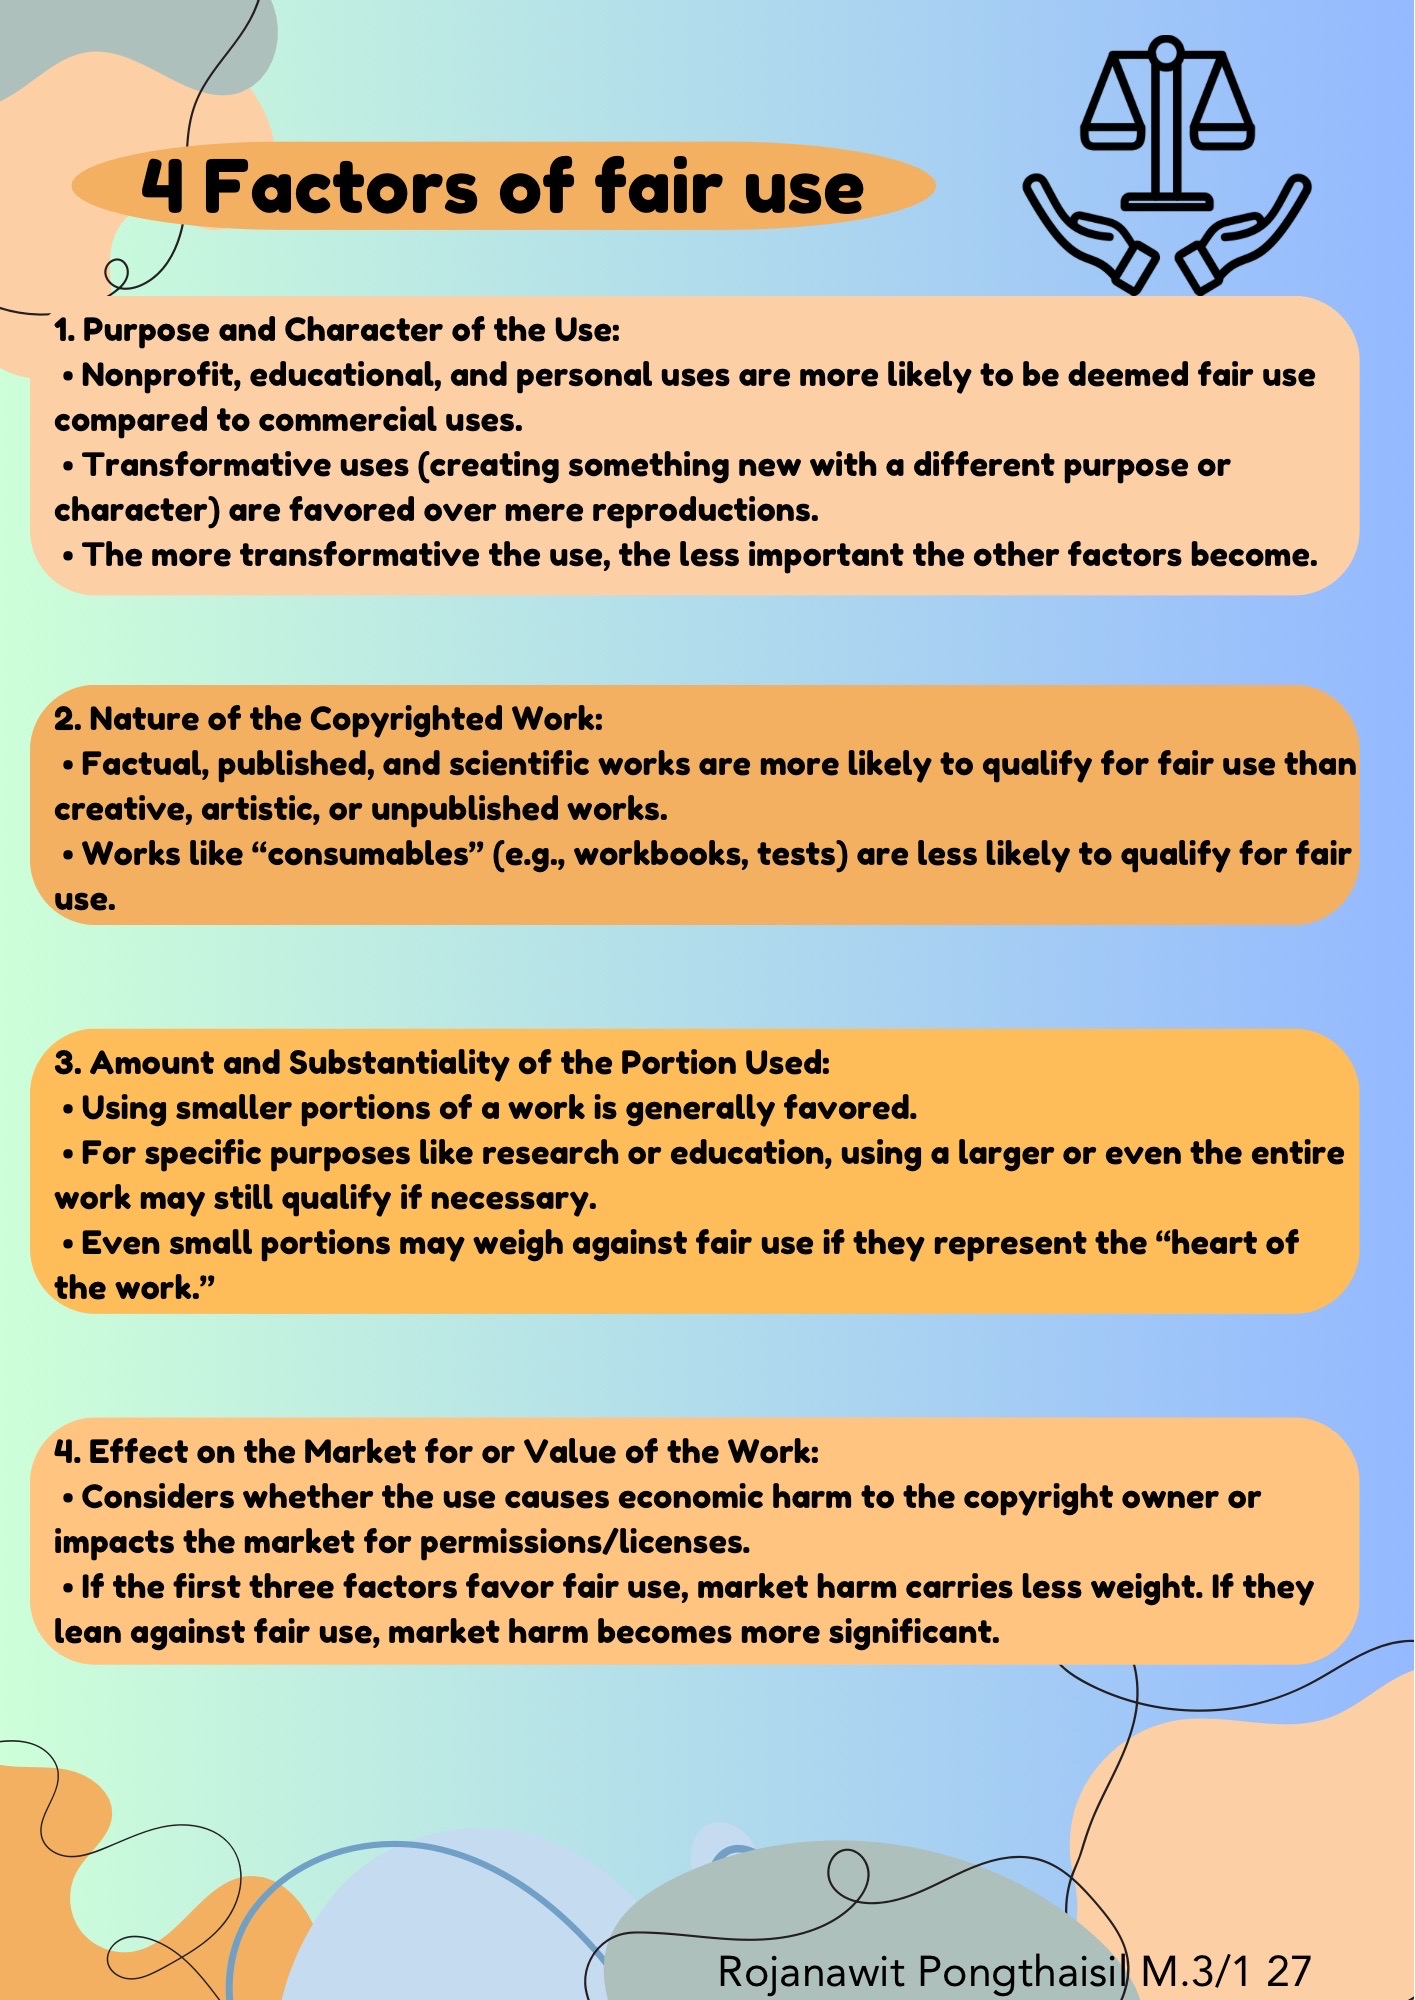 4 Factors of fair use
1. Purpose and Character of the Use:
• Nonprofit, educational, and personal uses are more likely to be deemed fair use
compared to commercial uses.
• Transformative uses (creating something new with a different purpose or
character) are favored over mere reproductions.
• The more transformative the use, the less important the other factors become.
2. Nature of the Copyrighted Work:
• Factual, published, and scientific works are more likely to qualify for fair use than
creative, artistic, or unpublished works.
• Works like “consumables” (e.g., workbooks, tests) are less likely to qualify for fair
use.
3. Amount and Substantiality of the Portion Used:
• Using smaller portions of a work is generally favored.
• For specific purposes like research or education, using a larger or even the entire
work may still qualify if necessary.
• Even small portions may weigh against fair use if they represent the “heart of
the work.”
4. Effect on the Market for or Value of the Work:
• Considers whether the use causes economic harm to the copyright owner or
impacts the market for permissions/licenses.
• If the first three factors favor fair use, market harm carries less weight. If they
lean against fair use, market harm becomes more significant.
Rojanawit Pongthaisil M.3/1 27